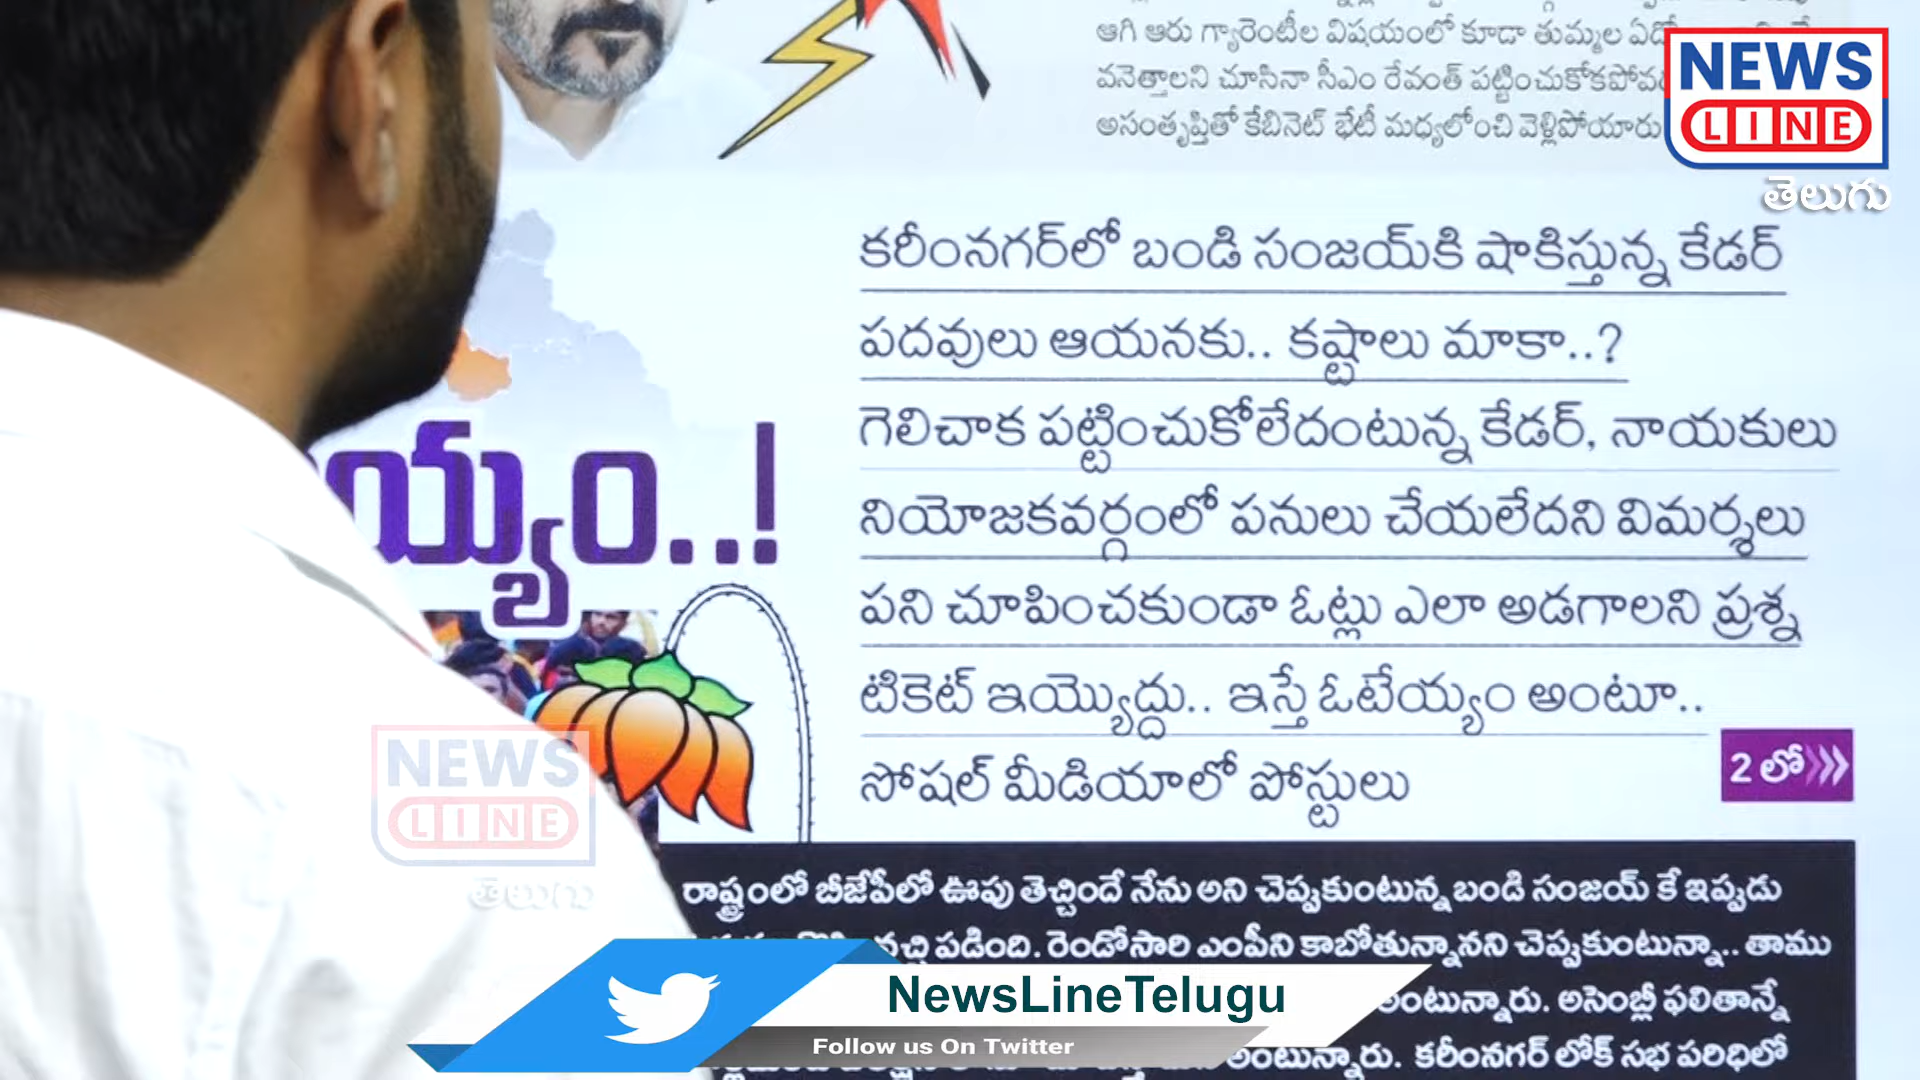 ఆగి ఆరు గ్యారెంటీల విషయంలో కూడా తుమ్మల
వనెత్తాలని చూసినా సీఎం రేవంత్ పట్టించుకోకపోవ
అసంతృప్తితో కేబినెట్ భేటీ మధ్యలోంచి వెళ్లిపోయారు
NEWS
LINE
తెలుగు
కరీంనగర్‌లో బండి సంజయ్‌కి షాకిస్తున్న కేడర్
పదవులు ఆయనకు.. కష్టాలు మాకా..?
గెలిచాక పట్టించుకోలేదంటున్న కేడర్, నాయకులు
నియోజకవర్గంలో పనులు చేయలేదని విమర్శలు
పని చూపించకుండా ఓట్లు ఎలా అడగాలని ప్రశ్న
టికెట్ ఇయ్యొద్దు.. ఇస్తే ఓటేయ్యం అంటూ..
సోషల్ మీడియాలో పోస్టులు
2 లో
య్యం..!
NEWS
LINE
తెలుగు
రాష్ట్రంలో బీజేపీలో ఊపు తెచ్చిందే నేను అని చెప్పుకుంటున్న బండి సంజయ్ కే ఇప్పుడు
వచ్చి పడింది. రెండోసారి ఎంపీని కాబోతున్నానని చెప్పుకుంటున్నా.. తాము
అంటున్నారు. అసెంబ్లీ ఫలితాన్నే
అంటున్నారు. కరీంనగర్ లోక్ సభ పరిధిలో
NewsLineTelugu
Follow us On Twitter